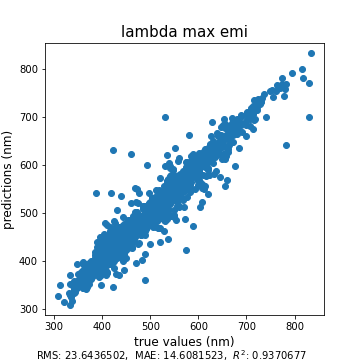 lambda max emi
predictions (nm)
800
700
600
500
400
300
300 400 500 600 700 800
true values (nm)
RMS: 23.6436502, MAE: 14.6081523, R²: 0.9370677